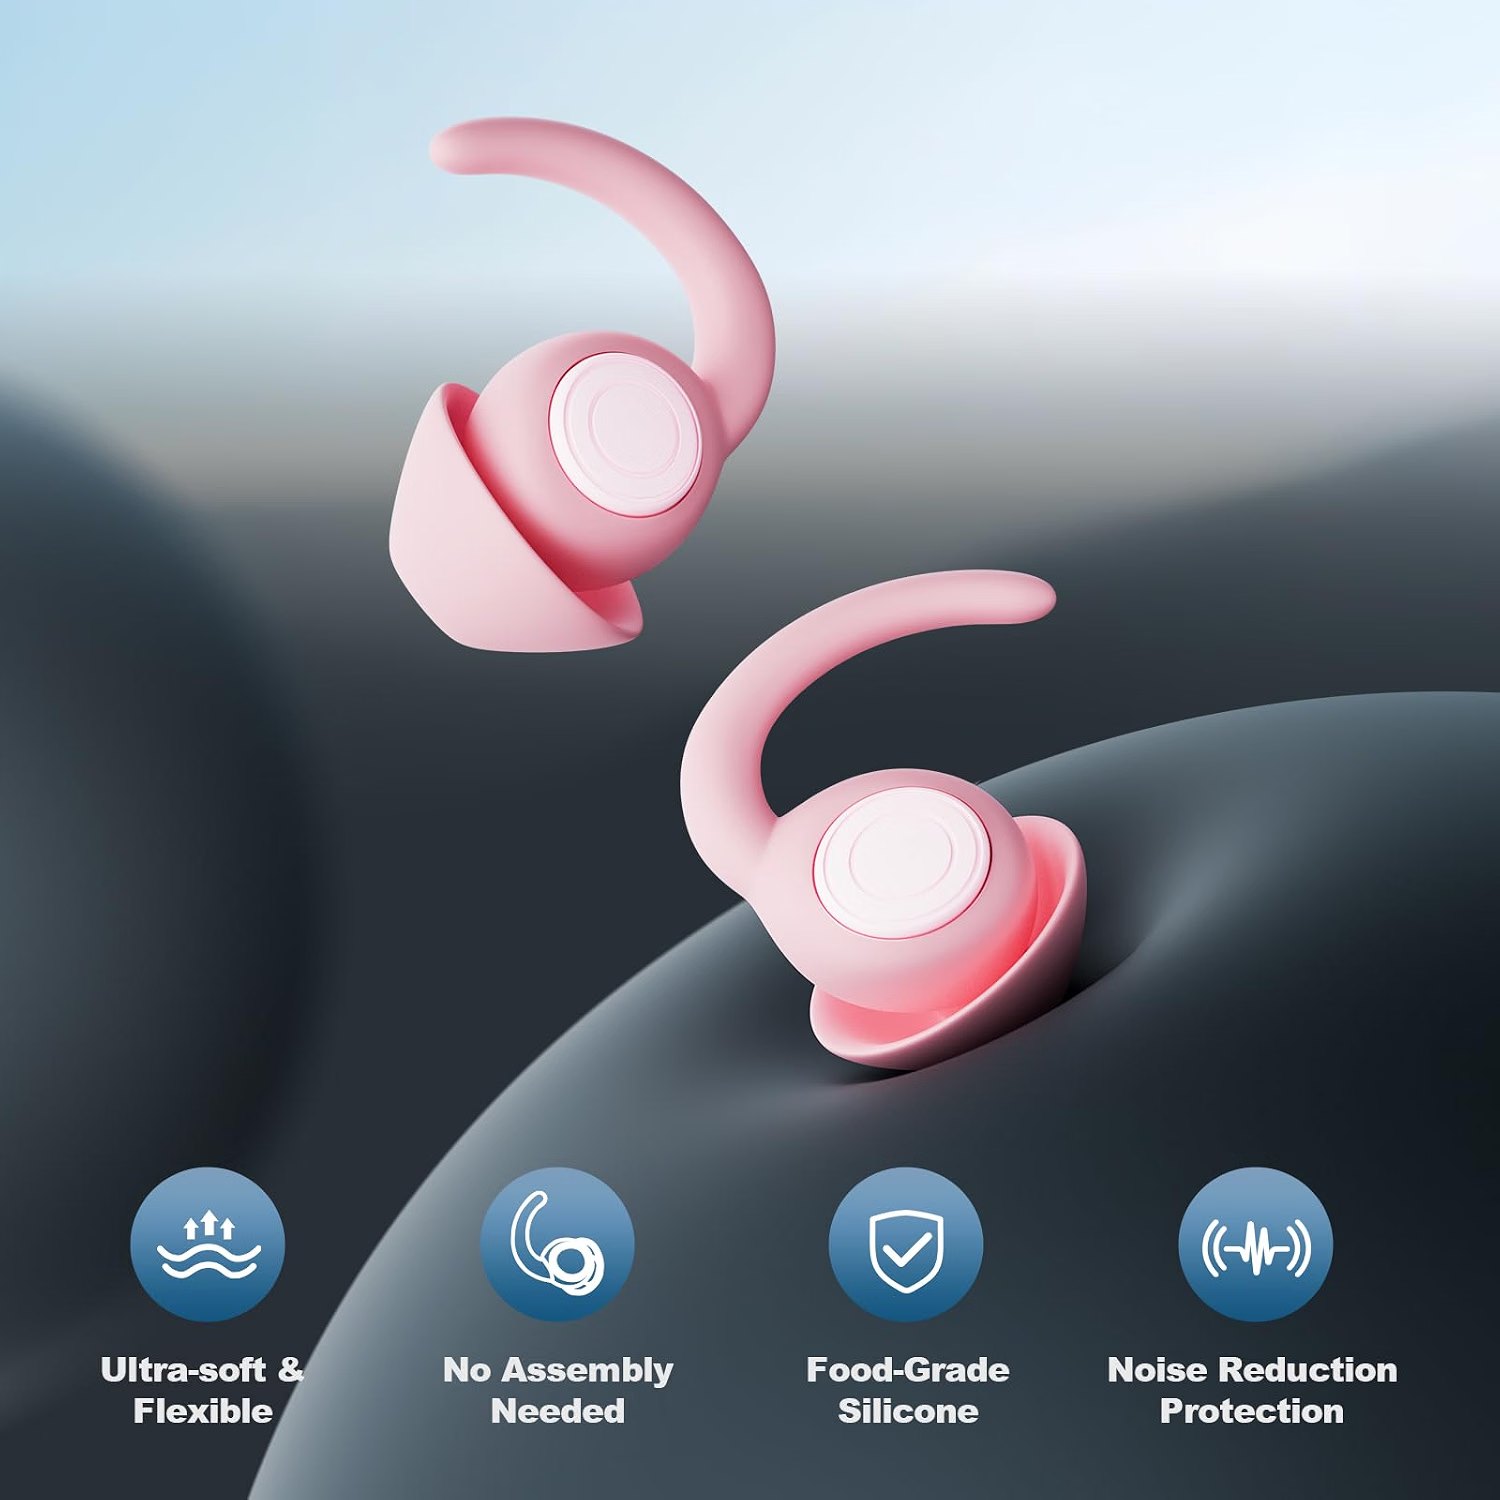 Ultra-soft &
Flexible
No Assembly
Needed
Food-Grade
Silicone
Noise Reduction
Protection